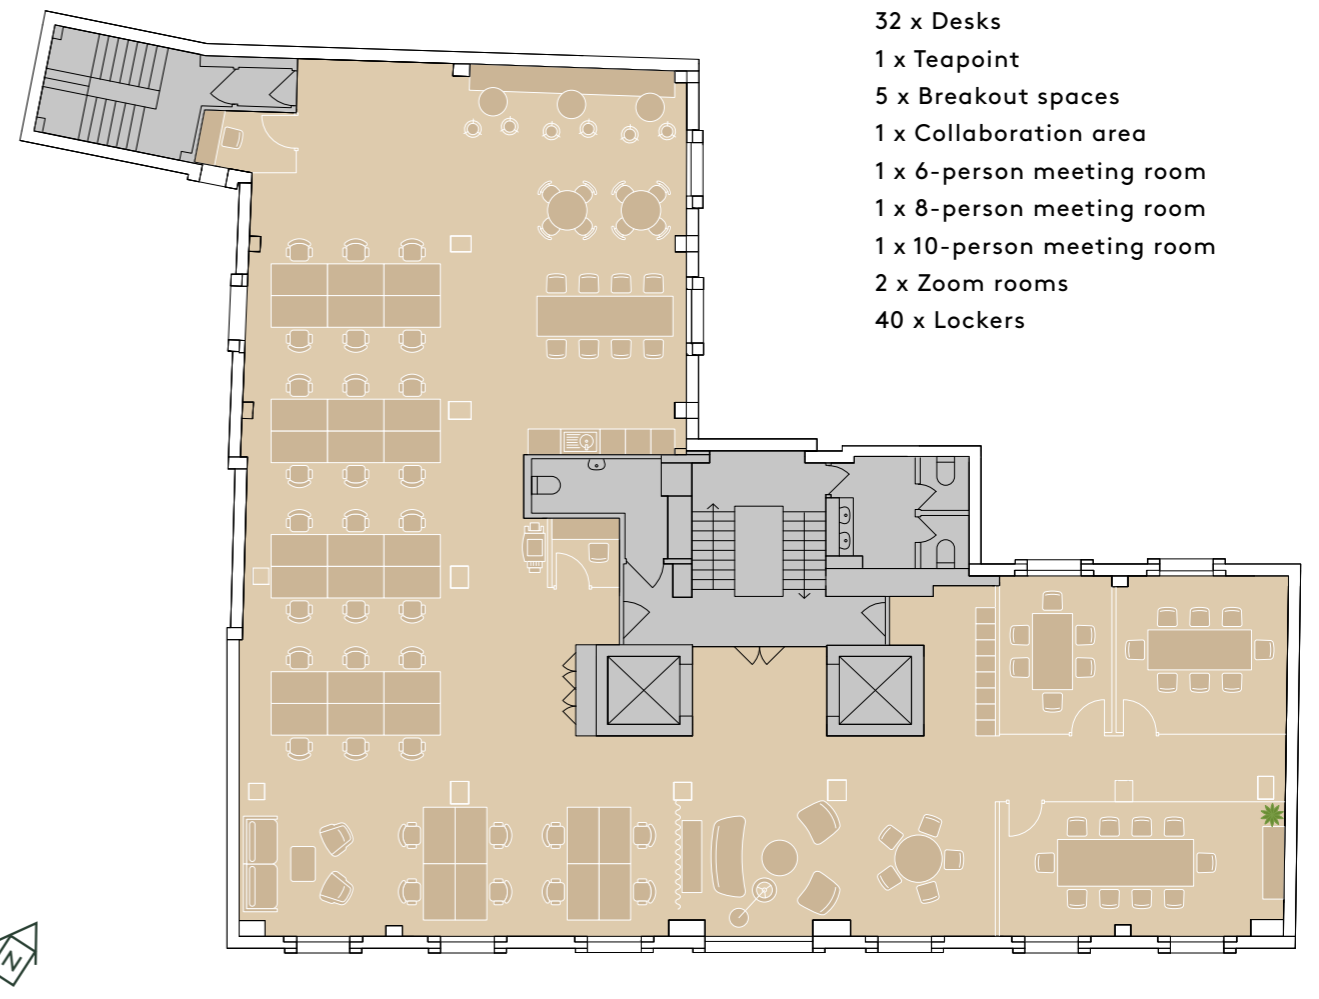 32 x Desks
1 x Teapoint
5 x Breakout spaces
1 x Collaboration area
1 x 6-person meeting room
1 x 8-person meeting room
1 x 10-person meeting room
2 x Zoom rooms
40 x Lockers
N